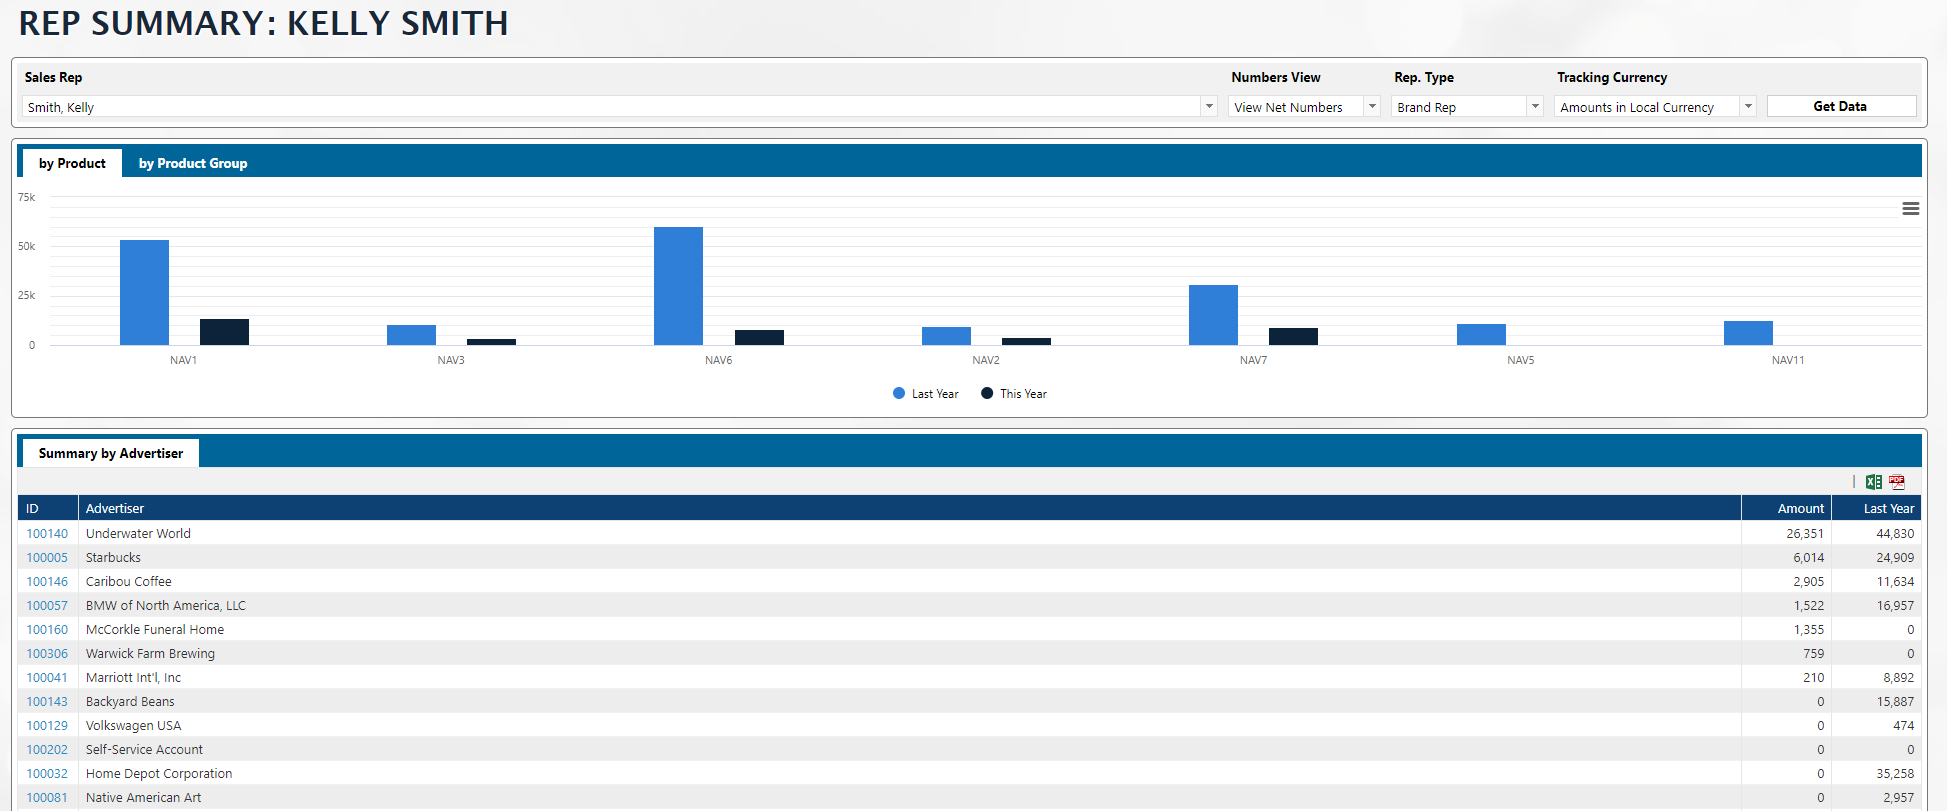 REP SUMMARY: KELLY SMITH
Sales Rep Numbers View Rep. Type Tracking Currency
Smith, Kelly View Net Numbers Brand Rep Amounts in Local Currency Get Data
by Product by Product Group
75k
50k
25k
0
NAV1 NAV3 NAV6 NAV2 NAV7 NAV5 NAV11
Last Year This Year
Summary by Advertiser
PDF
ID Advertiser Amount Last Year
100140 Underwater World 26,351 44,830
100005 Starbucks 6,014 24,909
100146 Caribou Coffee 2,905 11,634
100057 BMW of North America, LLC 1,522 16,957
100160 McCorkle Funeral Home 1,355 0
100306 Warwick Farm Brewing 759 0
100041 Marriott Int'l, Inc 210 8,892
100143 Backyard Beans 0 15,887
100129 Volkswagen USA 0 474
100202 Self-Service Account 0 0
100032 Home Depot Corporation 0 35,258
100081 Native American Art 0 2,957